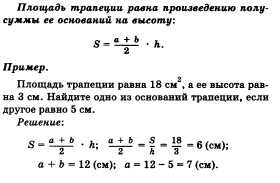 Площадь трапеции равна произведению полу-
суммы ее оснований на высоту:
S = (a + b)/2 · h.
Пример.
Площадь трапеции равна 18 см², а ее высота рав-
на 3 см. Найдите одно из оснований трапеции, если
другое равно 5 см.
Решение:
S = (a + b)/2 · h; (a + b)/2 = S/h = 18/3 = 6 (см);
a + b = 12 (см); a = 12 - 5 = 7 (см).